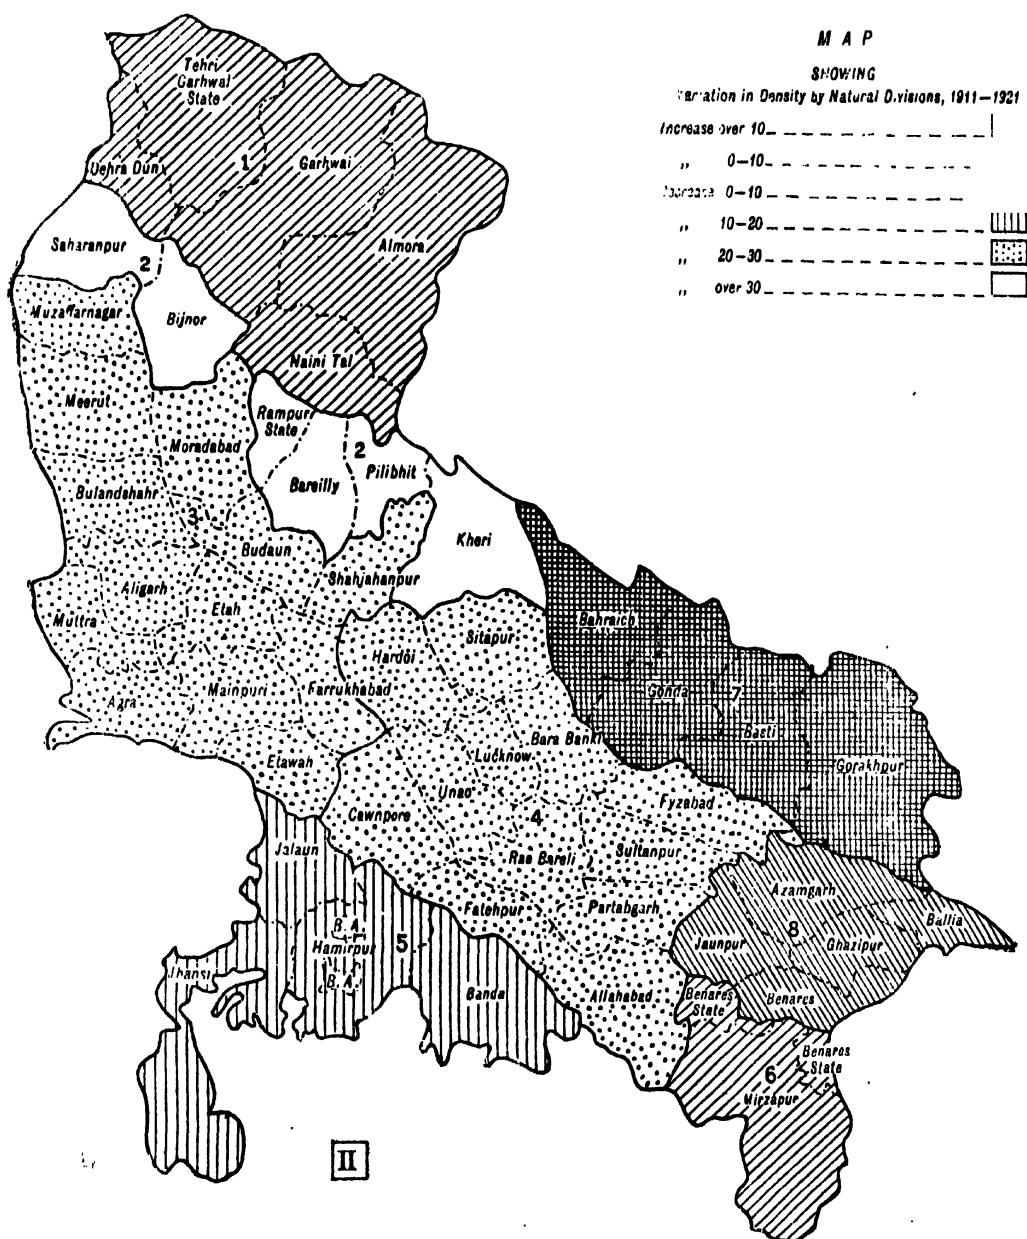 MAP
SHOWING
Variation in Density by Natural Divisions, 1911–1921
Increase over 10
„ 0–10
Decrease 0–10
„ 10–20
„ 20–30
„ over 30
Tehri
Garhwal
State
Dehra Dun
1
Garhwal
Almora
Saharanpur
2
Muzaffarnagar
Bijnor
Naini Tal
Meerut
Rampur
State
Moradabad
2
Pilibhit
Bareilly
Bulandshahr
3
Budaun
Kheri
Shahjahanpur
Aligarh
Etah
Muttra
Sitapur
Bahraich
Hardoi
Mainpuri
Farrukhabad
Agra
Gonda
7
Basti
Bara Banki
Lucknow
Etawah
Gorakhpur
Unao
Fyzabad
Cawnpore
4
Jalaun
Rae Bareli
Sultanpur
Azamgarh
Fatehpur
Partabgarh
Ballia
B. A.
8
Hamirpur
5
Jaunpur
Ghazipur
Jhansi
B. A.
Banda
Allahabad
Benares
State
Benares
Benares
State
6
Mirzapur
II